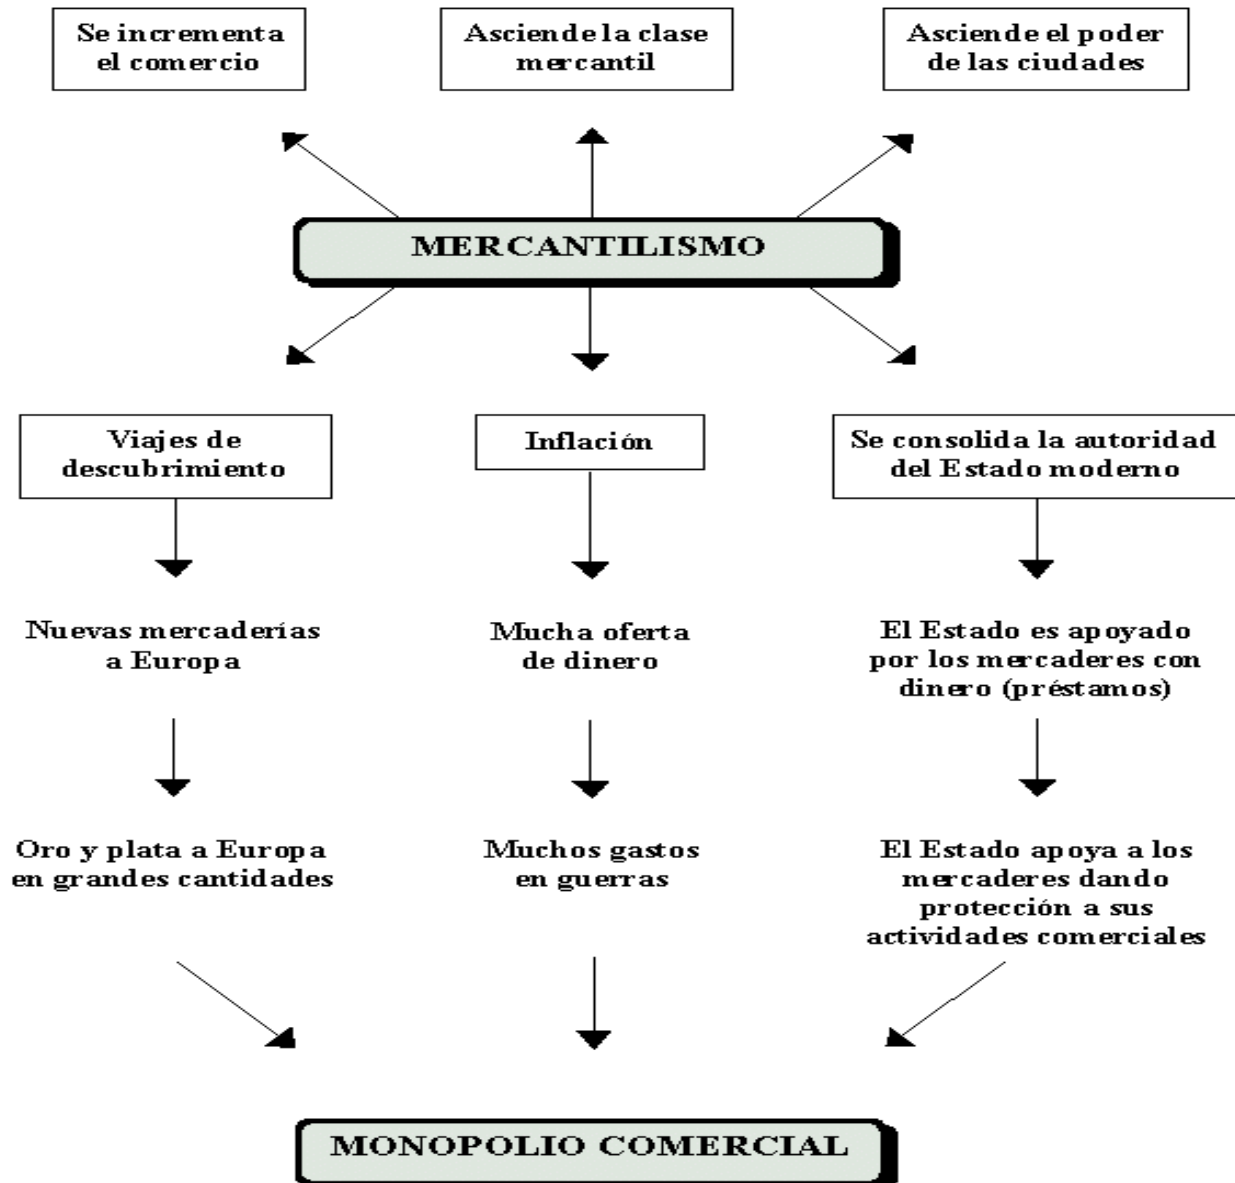 Se incrementa
el comercio
Asciende la clase
mercantil
Asciende el poder
de las ciudades
MERCANTILISMO
Viajes de
descubrimiento
Inflación
Se consolida la autoridad
del Estado moderno
Nuevas mercaderías
a Europa
Mucha oferta
de dinero
El Estado es apoyado
por los mercaderes con
dinero (préstamos)
Oro y plata a Europa
en grandes cantidades
Muchos gastos
en guerras
El Estado apoya a los
mercaderes dando
protección a sus
actividades comerciales
MONOPOLIO COMERCIAL